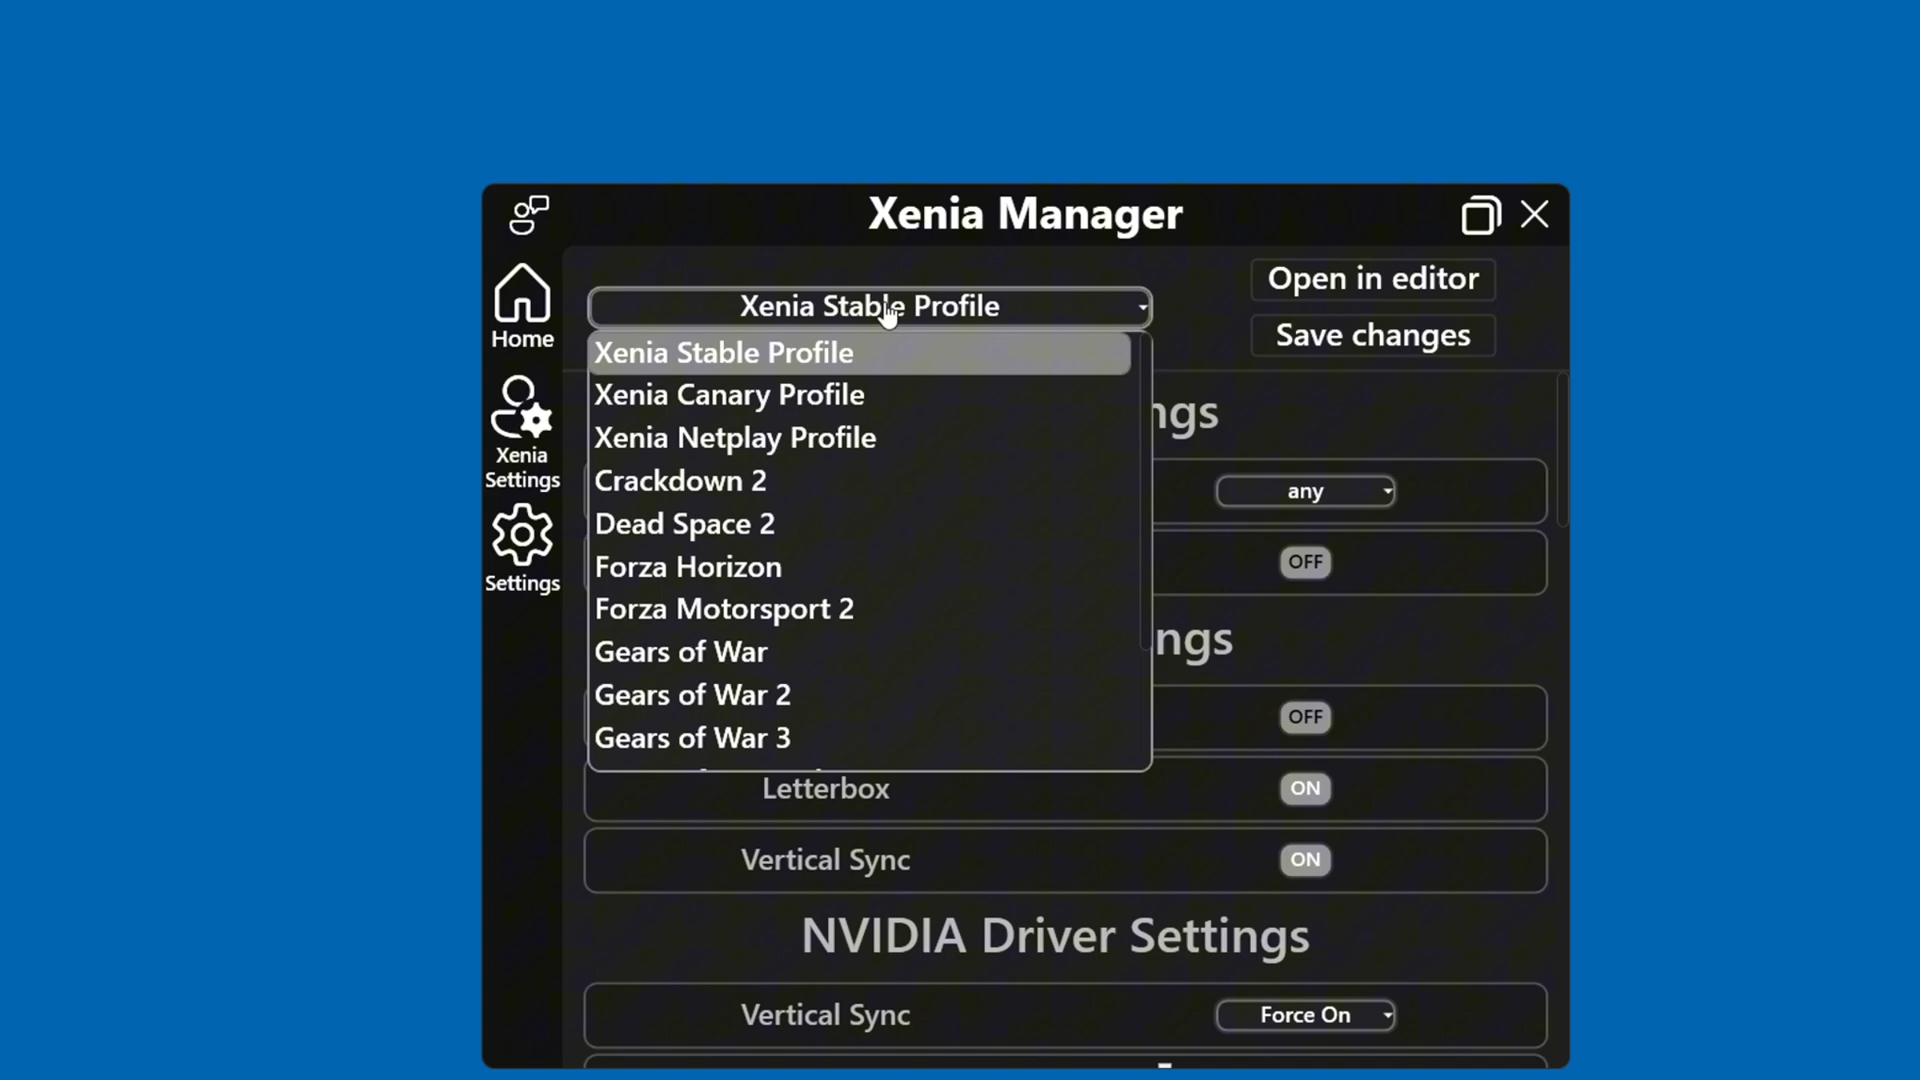 Xenia Manager
Home
Xenia
Settings
Settings
Xenia Stable Profile
Open in editor
Save changes
Xenia Stable Profile
Xenia Canary Profile
Xenia Netplay Profile
Crackdown 2
Dead Space 2
Forza Horizon
Forza Motorsport 2
Gears of War
Gears of War 2
Gears of War 3
ngs
any
OFF
ngs
OFF
Letterbox
ON
Vertical Sync
ON
NVIDIA Driver Settings
Vertical Sync
Force On